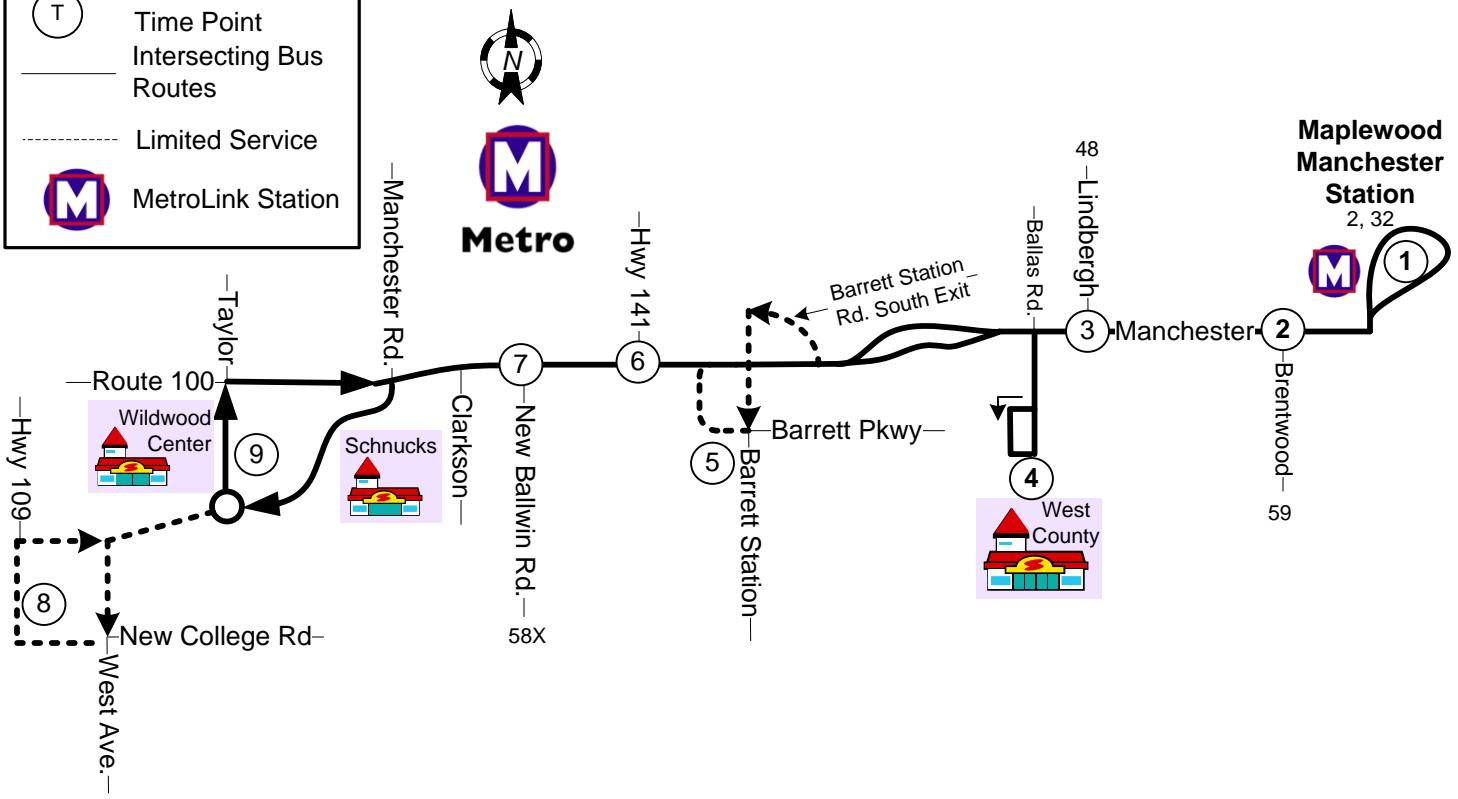 T
Time Point
Intersecting Bus
Routes
Limited Service
M
MetroLink Station
N
M
Metro
Maplewood
Manchester
Station
2, 32
M
1
48
Lindbergh
Ballas Rd.
Barrett Station
Rd. South Exit
Hwy 141
Manchester Rd.
Taylor
3
Manchester
2
6
7
Route 100
Clarkson
New Ballwin Rd.
58X
Brentwood
59
Wildwood
Center
9
Schnucks
Hwy 109
Barrett Pkwy
5
Barrett Station
4
West
County
8
New College Rd
West Ave.